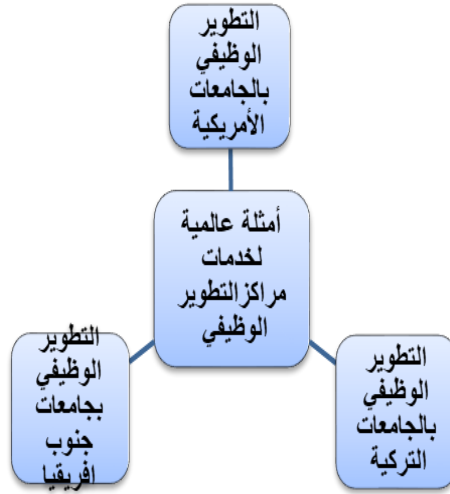 التطوير
الوظيفي
بالجامعات
الأمريكية
أمثلة عالمية
لخدمات
مراكزالتطوير
الوظيفي
التطوير
الوظيفي
بالجامعات
التركية
التطوير
الوظيفي
بجامعات
جنوب
افريقيا